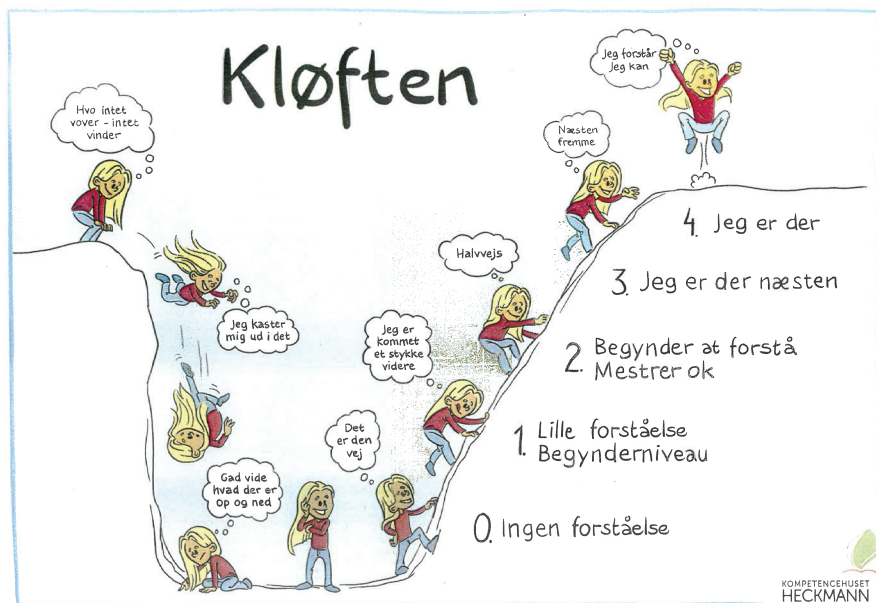 Kløften
Hvo intet
vover - intet
vinder
Jeg kaster
mig ud i det
Gad vide
hvad der er
op og ned
Det
er den
vej
Jeg er
kommet
et stykke
videre
Halvvejs
Næsten
fremme
Jeg forstår
Jeg kan
4. Jeg er der
3. Jeg er der næsten
2. Begynder at forstå
Mestrer ok
1. Lille forståelse
Begynderniveau
0. Ingen forståelse
KOMPETENCEHUSET
HECKMANN